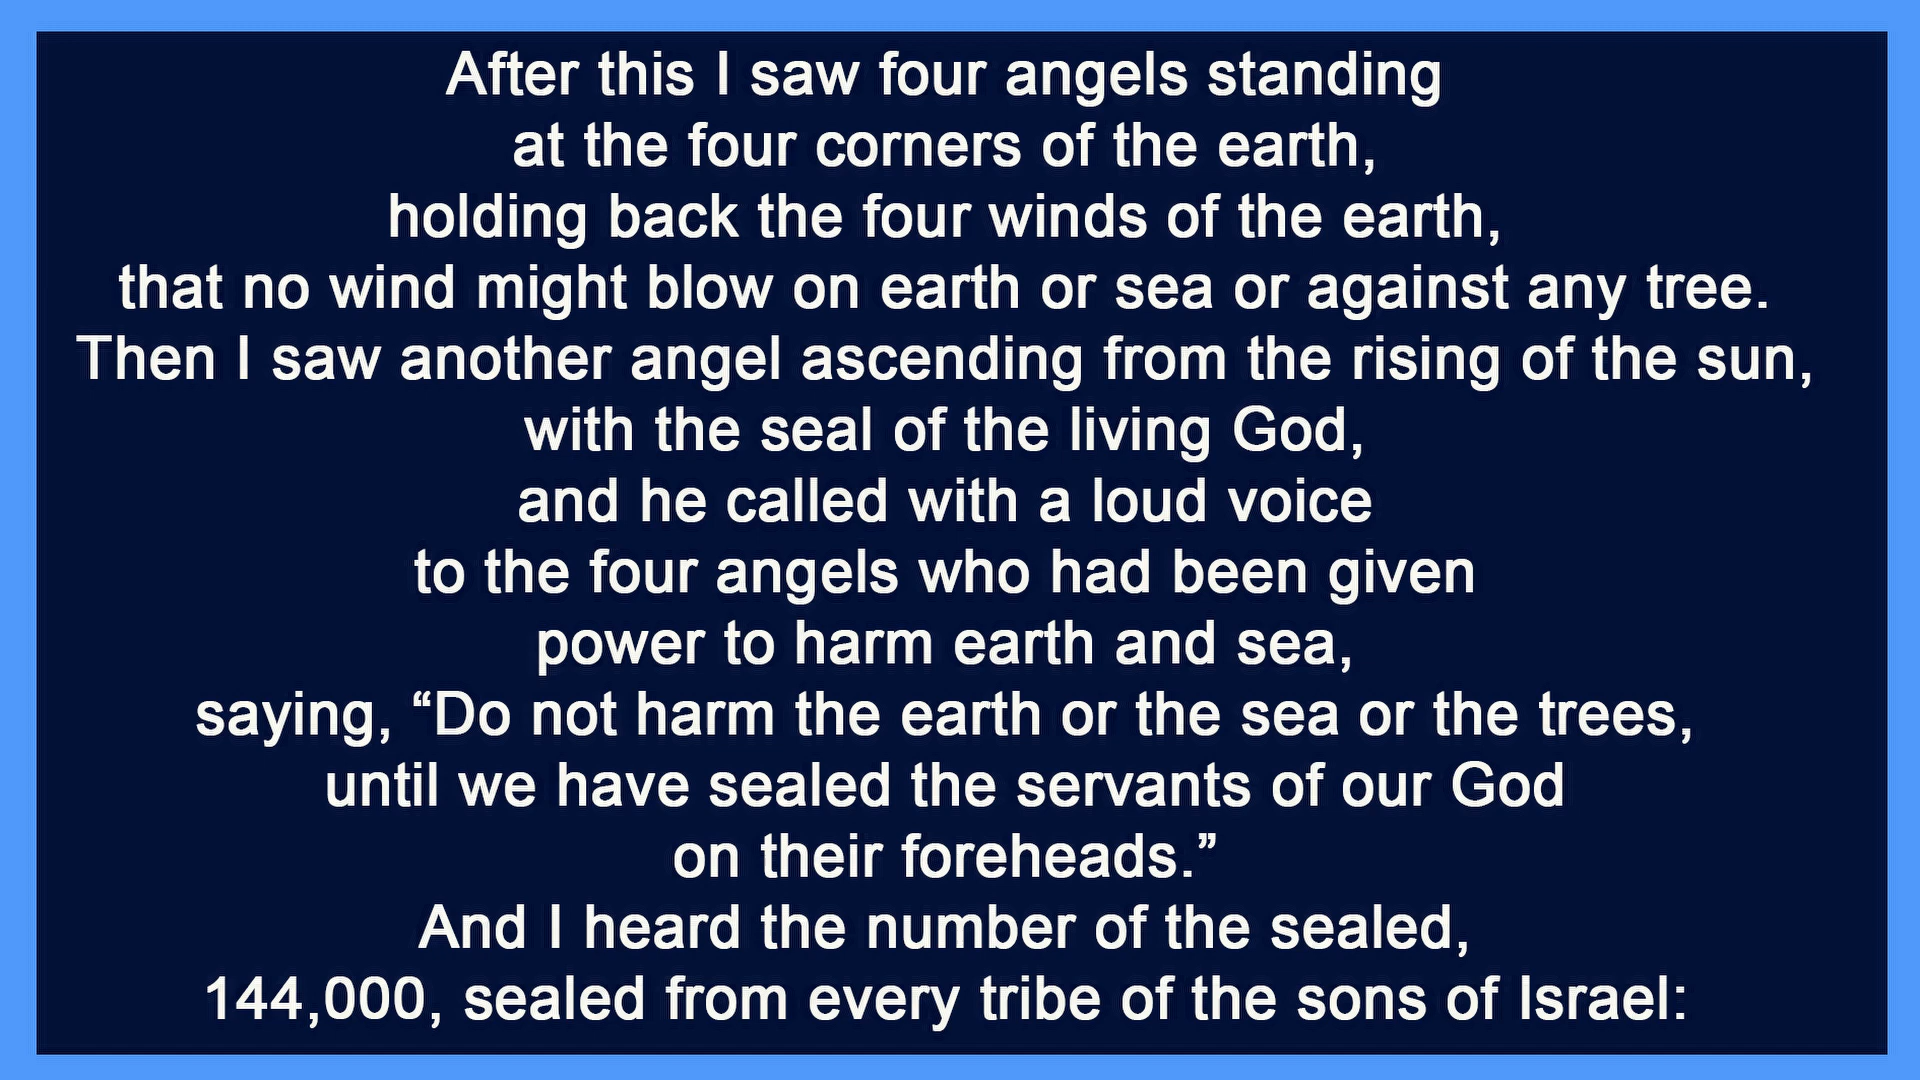 After this I saw four angels standing
at the four corners of the earth,
holding back the four winds of the earth,
that no wind might blow on earth or sea or against any tree.
Then I saw another angel ascending from the rising of the sun,
with the seal of the living God,
and he called with a loud voice
to the four angels who had been given
power to harm earth and sea,
saying, “Do not harm the earth or the sea or the trees,
until we have sealed the servants of our God
on their foreheads.”
And I heard the number of the sealed,
144,000, sealed from every tribe of the sons of Israel: